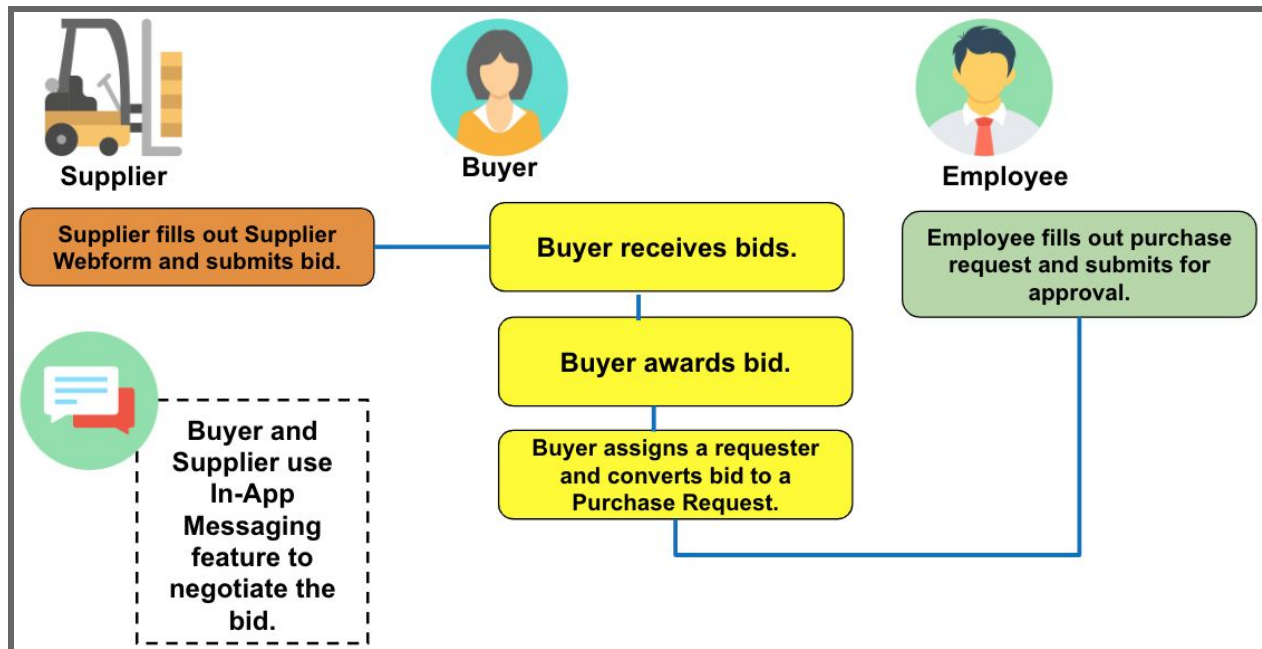 Supplier
Buyer
Employee
Supplier fills out Supplier
Webform and submits bid.
Buyer receives bids.
Employee fills out purchase
request and submits for
approval.
Buyer awards bid.
Buyer and
Supplier use
In-App
Messaging
feature to
negotiate the
bid.
Buyer assigns a requester
and converts bid to a
Purchase Request.